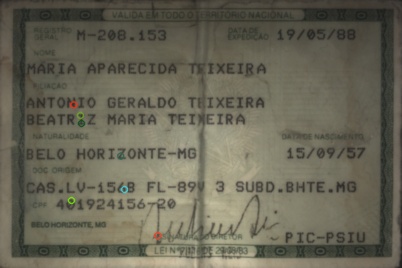 VÁLIDA EM TODO O TERRITÓRIO NACIONAL
REGISTRO GERAL M-208.153 DATA DE EXPEDIÇÃO 19/05/88
NOME
MARIA APARECIDA TEIXEIRA
FILIAÇÃO
ANTONIO GERALDO TEIXEIRA
BEATRIZ MARIA TEIXEIRA
NATURALIDADE DATA DE NASCIMENTO
BELO HORIZONTE-MG 15/09/57
DOC ORIGEM
CAS.LV-156B FL-89V 3 SUBD.BHTE.MG
CPF 401924156-20
BELO HORIZONTE, MG
DIRETOR PIC-PSIU
LEI Nº 7.116 DE 29/08/83